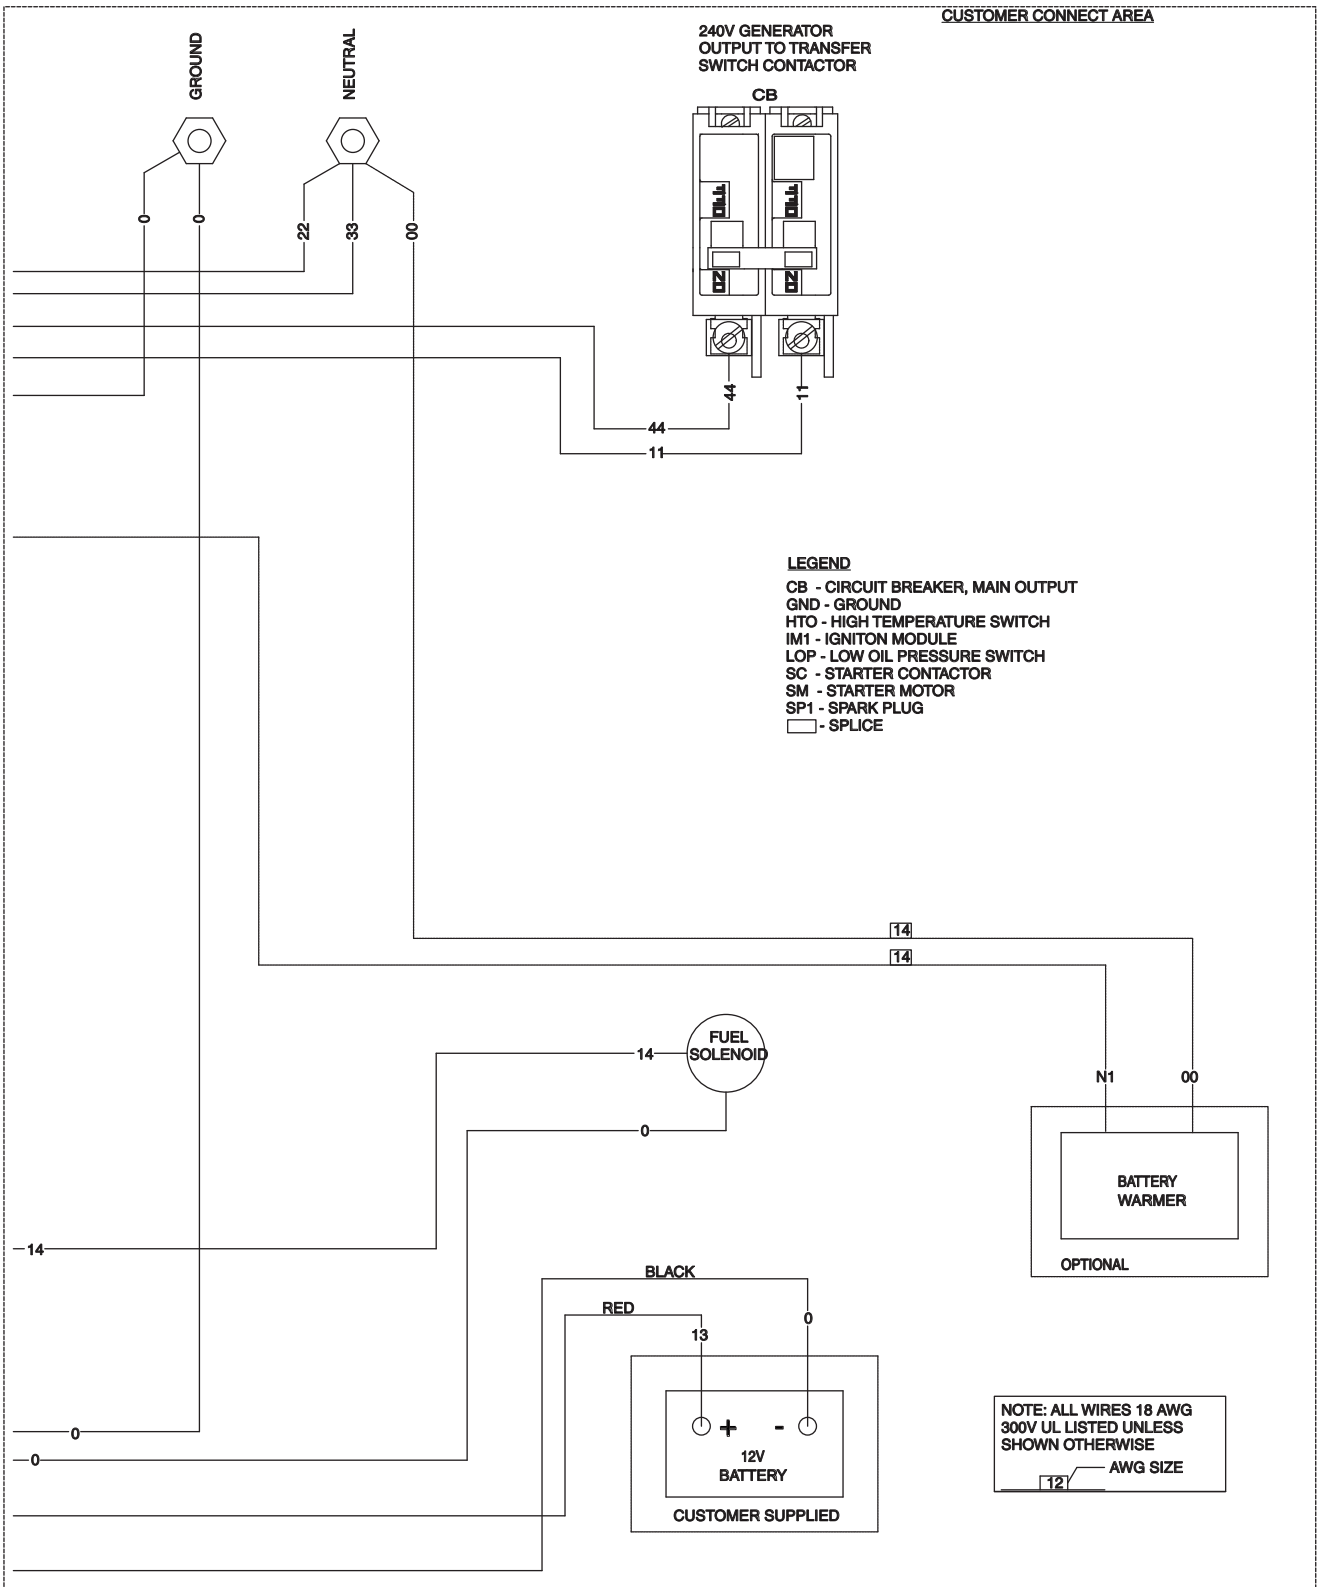 CUSTOMER CONNECT AREA
GROUND
NEUTRAL
240V GENERATOR
OUTPUT TO TRANSFER
SWITCH CONTACTOR
CB
0
0
22
33
00
44
11
44
11
LEGEND
CB - CIRCUIT BREAKER, MAIN OUTPUT
GND - GROUND
HTO - HIGH TEMPERATURE SWITCH
IM1 - IGNITON MODULE
LOP - LOW OIL PRESSURE SWITCH
SC - STARTER CONTACTOR
SM - STARTER MOTOR
SP1 - SPARK PLUG
- SPLICE
14
14
FUEL
SOLENOID
14
0
N1
00
BATTERY
WARMER
OPTIONAL
14
BLACK
RED
0
13
+ -
12V
BATTERY
CUSTOMER SUPPLIED
0
0
NOTE: ALL WIRES 18 AWG
300V UL LISTED UNLESS
SHOWN OTHERWISE
AWG SIZE
12